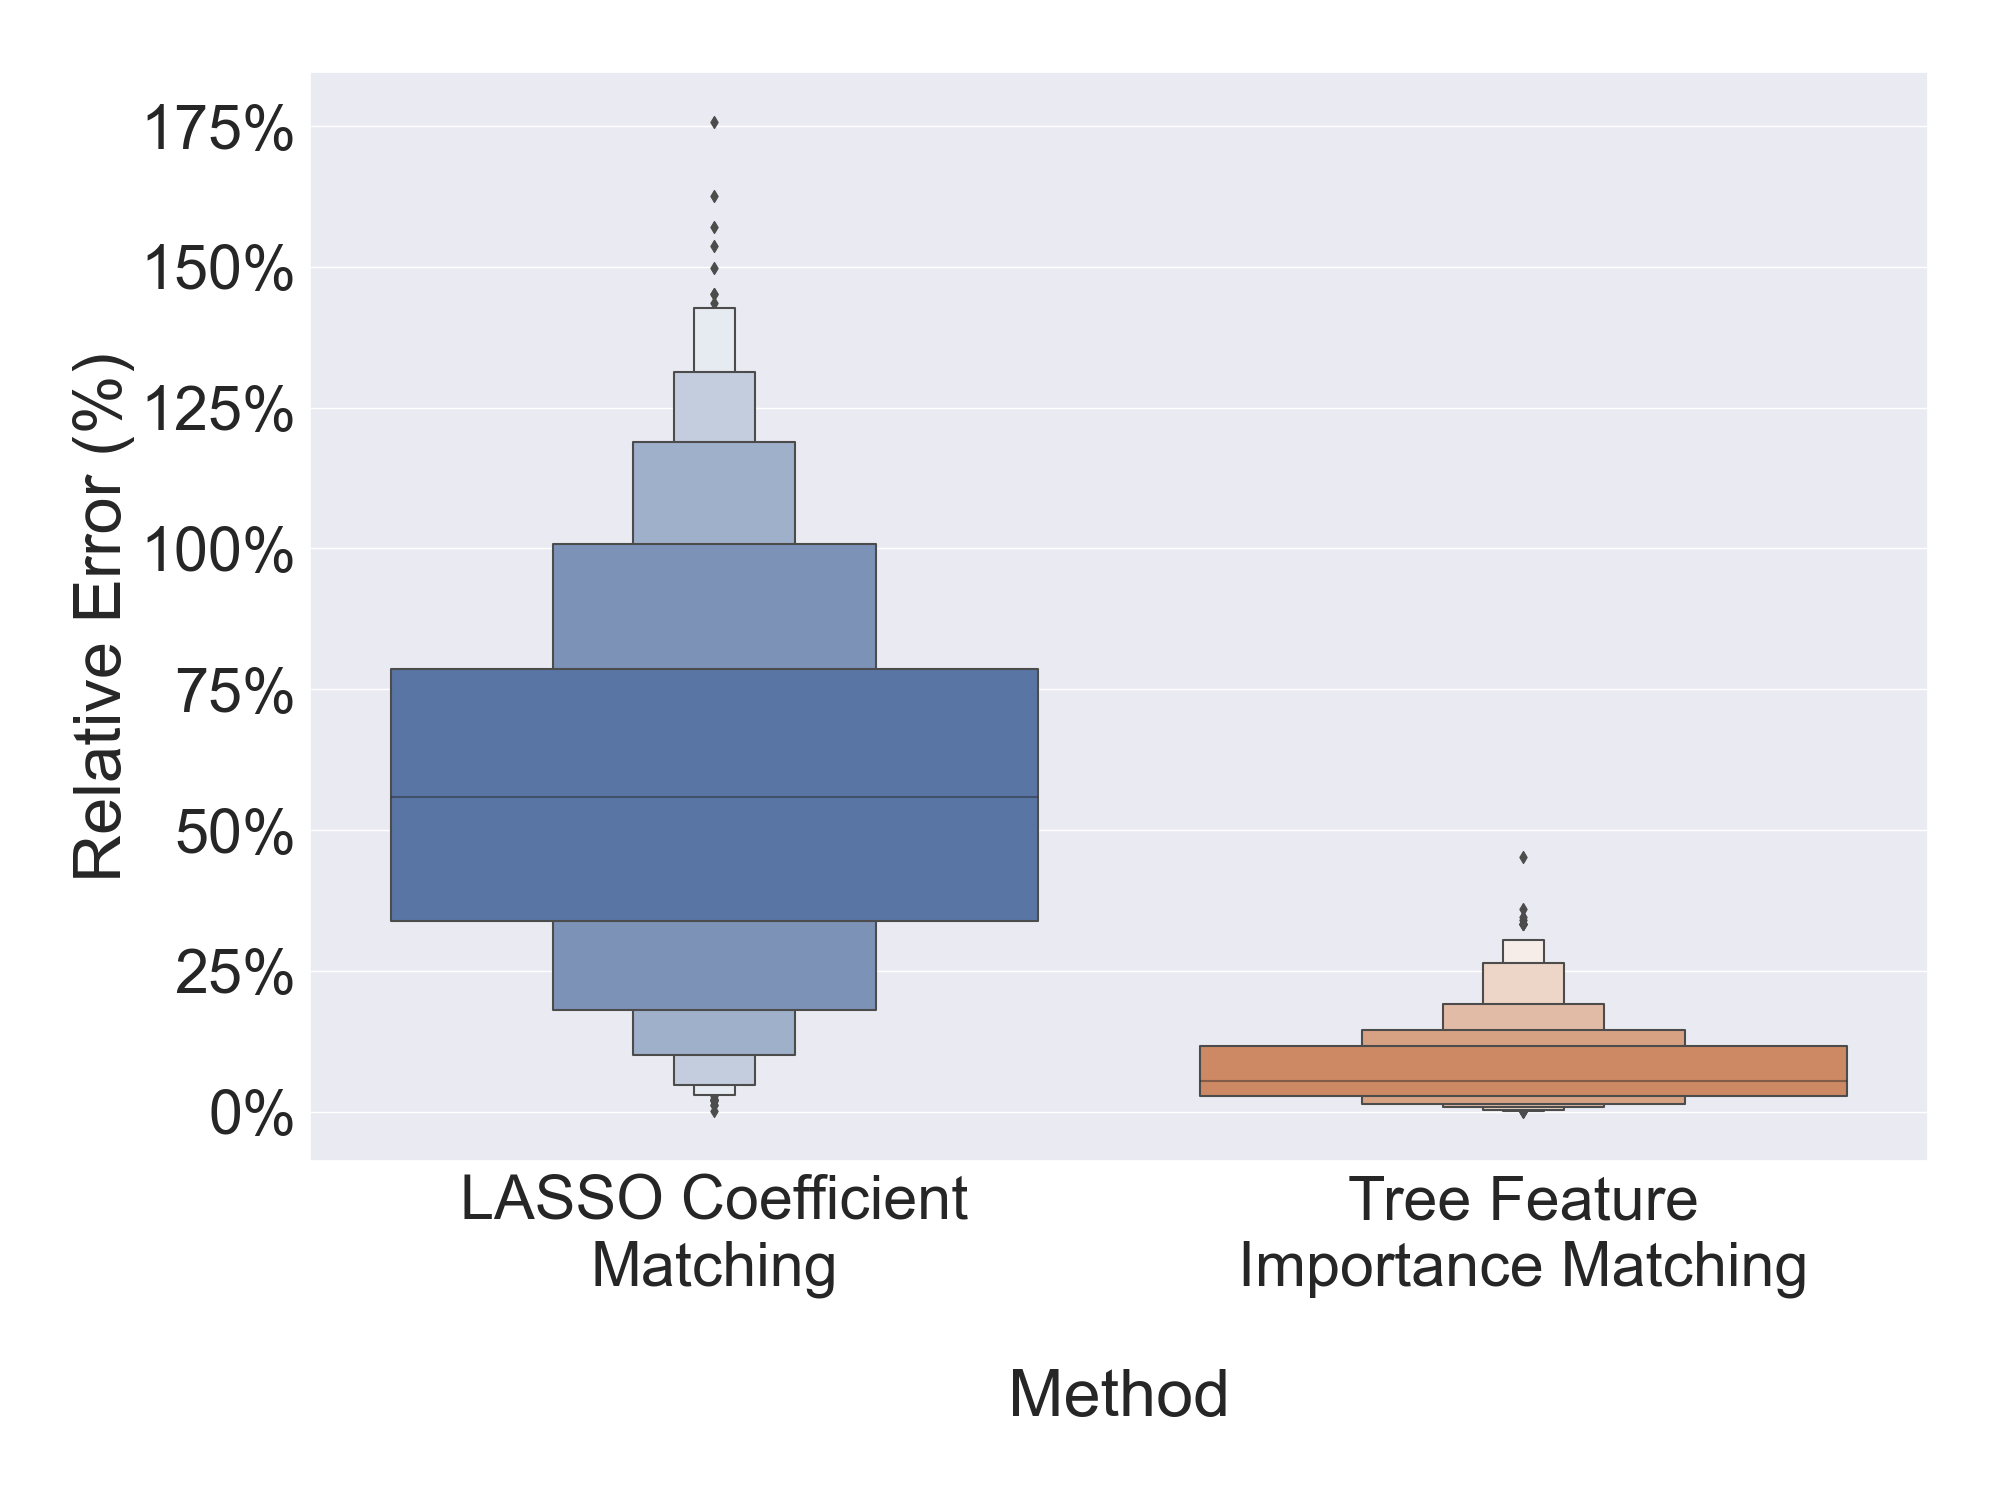 175%
150%
125%
100%
75%
50%
25%
0%
Relative Error (%)
LASSO Coefficient
Matching
Tree Feature
Importance Matching
Method